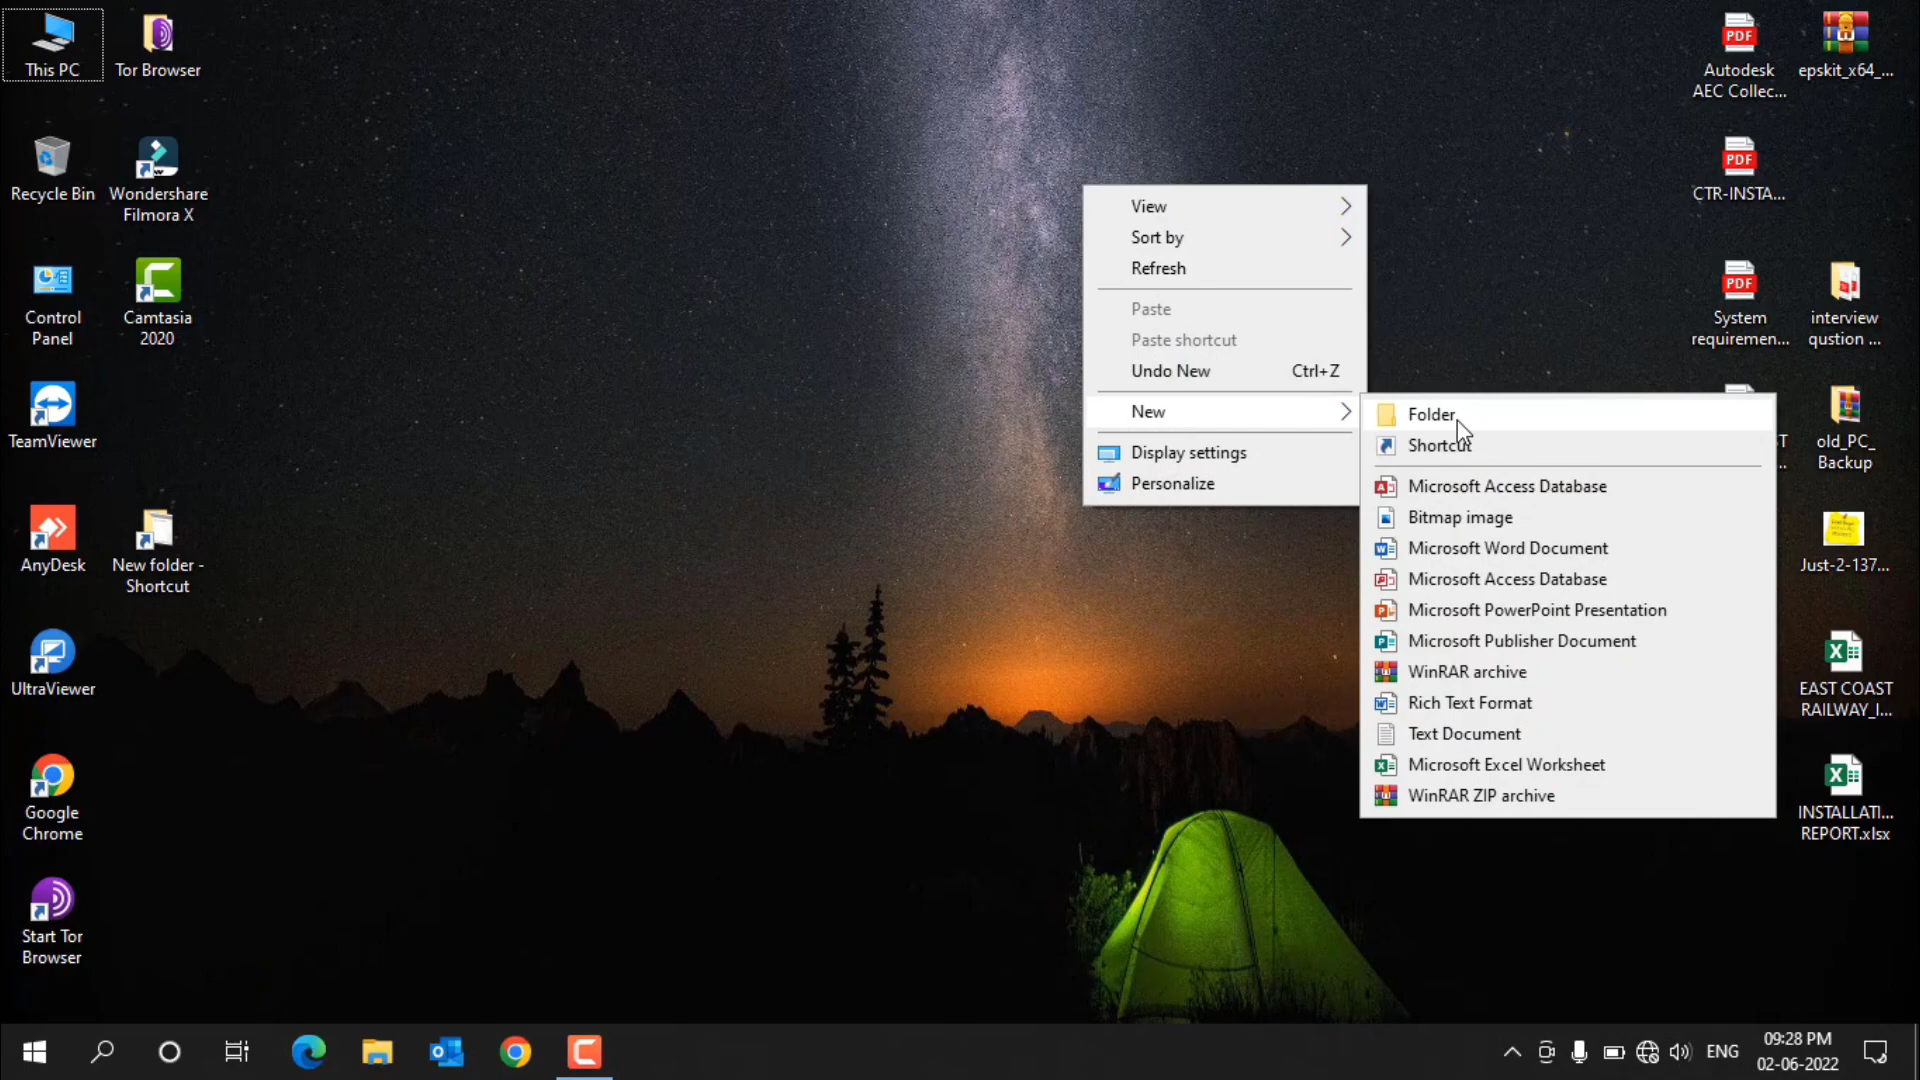 This PC
Tor Browser
Recycle Bin
Wondershare
Filmora X
Control
Panel
Camtasia
2020
TeamViewer
AnyDesk
New folder -
Shortcut
UltraViewer
Google
Chrome
Start Tor
Browser
View
Sort by
Refresh
Paste
Paste shortcut
Undo New Ctrl+Z
New
Display settings
Personalize
Folder
Shortcut
Microsoft Access Database
Bitmap image
Microsoft Word Document
Microsoft Access Database
Microsoft PowerPoint Presentation
Microsoft Publisher Document
WinRAR archive
Rich Text Format
Text Document
Microsoft Excel Worksheet
WinRAR ZIP archive
PDF
Autodesk
AEC Collec...
epskit_x64_...
PDF
CTR-INSTA...
PDF
System
requiremen...
interview
qustion ...
old_PC_
Backup
Just-2-137...
EAST COAST
RAILWAY_I...
INSTALLATI...
REPORT.xlsx
ENG
09:28 PM
02-06-2022